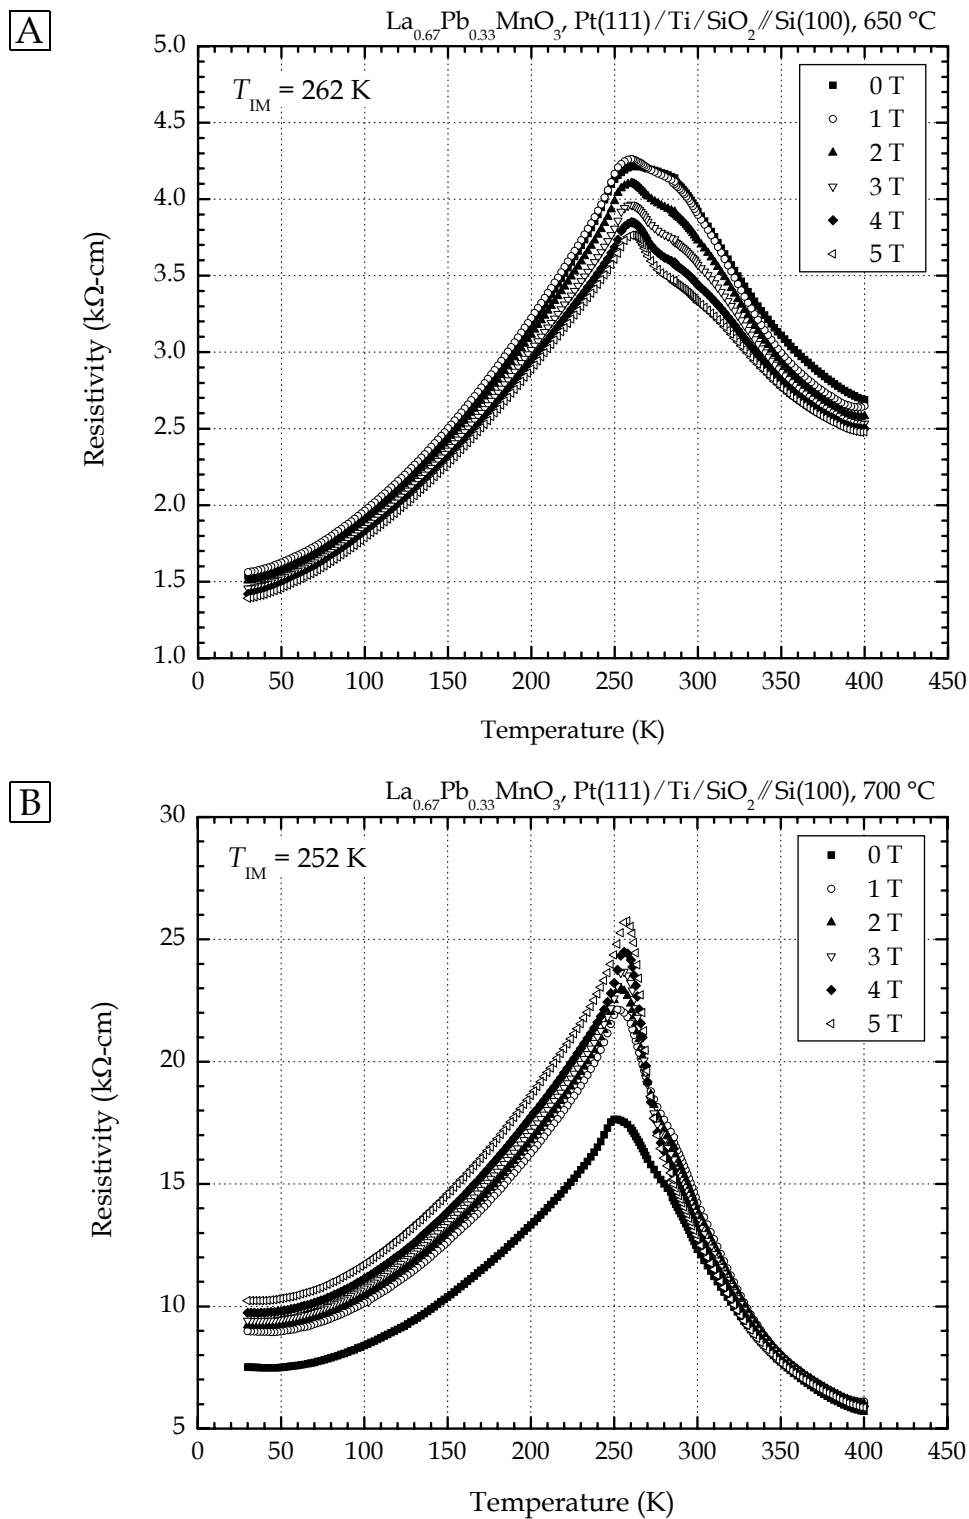 A
La0.67Pb0.33MnO3, Pt(111)/Ti/SiO2//Si(100), 650 °C
5.0
4.5
4.0
3.5
3.0
2.5
2.0
1.5
1.0
Resistivity (kΩ-cm)
TIM = 262 K
0 T
1 T
2 T
3 T
4 T
5 T
0 50 100 150 200 250 300 350 400 450
Temperature (K)
B
La0.67Pb0.33MnO3, Pt(111)/Ti/SiO2//Si(100), 700 °C
30
25
20
15
10
5
Resistivity (kΩ-cm)
TIM = 252 K
0 T
1 T
2 T
3 T
4 T
5 T
0 50 100 150 200 250 300 350 400 450
Temperature (K)